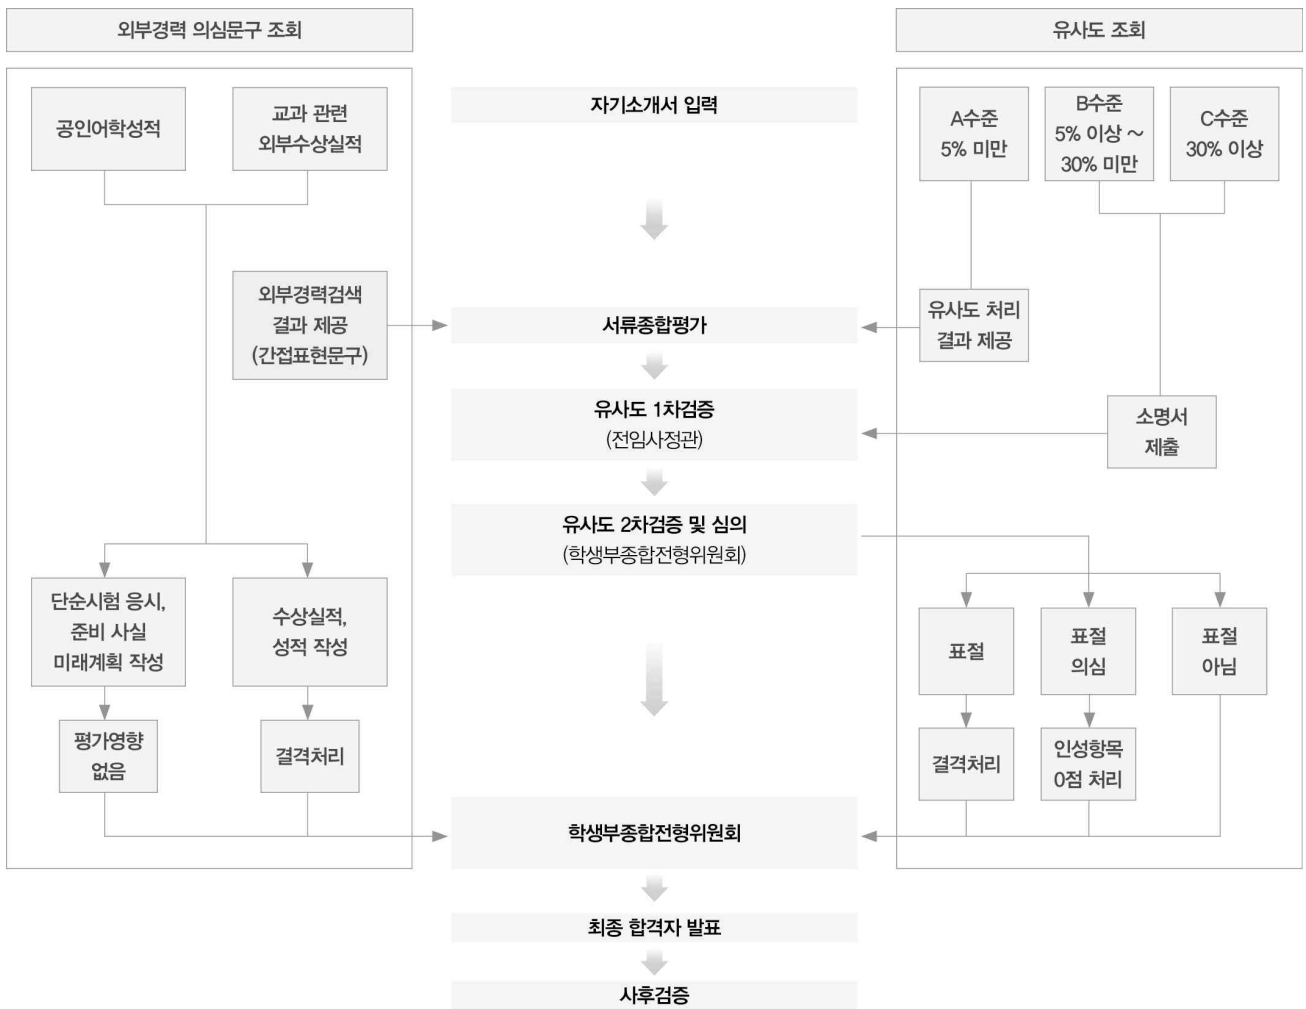 외부경력 의심문구 조회
공인어학성적
교과 관련
외부수상실적
외부경력검색
결과 제공
(간접표현문구)
단순시험 응시,
준비 사실
미래계획 작성
수상실적,
성적 작성
평가영향
없음
결격처리
자기소개서 입력
서류종합평가
유사도 1차검증
(전임사정관)
유사도 2차검증 및 심의
(학생부종합전형위원회)
학생부종합전형위원회
최종 합격자 발표
사후검증
유사도 조회
A수준
5% 미만
B수준
5% 이상 ~
30% 미만
C수준
30% 이상
유사도 처리
결과 제공
소명서
제출
표절
표절
의심
표절
아님
결격처리
인성항목
0점 처리